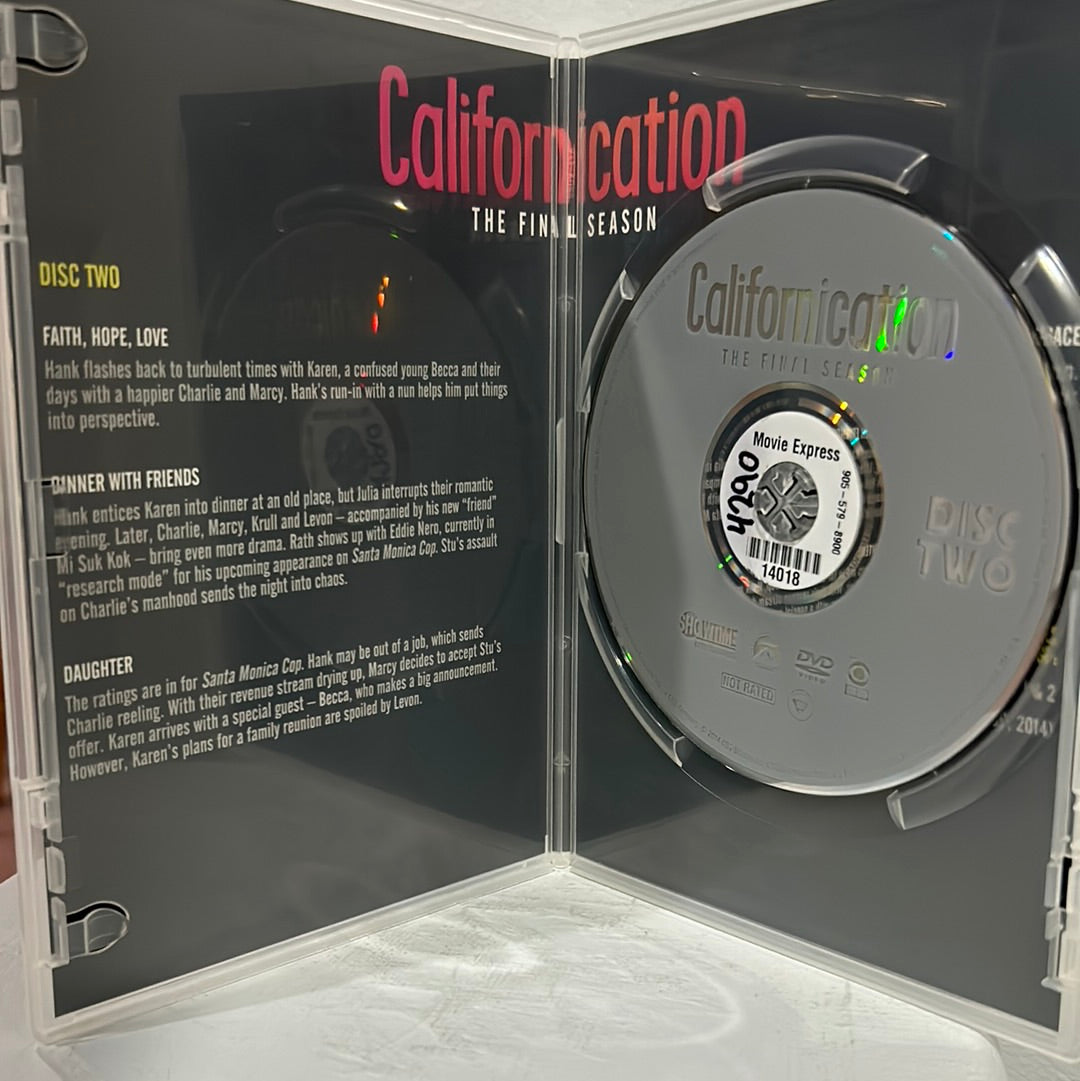 Californication
THE FINAL SEASON
DISC TWO
FAITH, HOPE, LOVE
Hank flashes back to turbulent times with Karen, a confused young Becca and their
days with a happier Charlie and Marcy. Hank's run-in with a nun helps him put things
into perspective.
DINNER WITH FRIENDS
Hank entices Karen into dinner at an old place, but Julia interrupts their romantic
evening. Later, Charlie, Marcy, Krull and Levon – accompanied by his new "friend"
Mi Suk Kok – bring even more drama. Rath shows up with Eddie Nero, currently in
"research mode" for his upcoming appearance on Santa Monica Cop. Stu's assault
on Charlie's manhood sends the night into chaos.
DAUGHTER
The ratings are in for Santa Monica Cop. Hank may be out of a job, which sends
Charlie reeling. With their revenue stream drying up, Marcy decides to accept Stu's
offer. Karen arrives with a special guest – Becca, who makes a big announcement.
However, Karen's plans for a family reunion are spoiled by Levon.
Californication
THE FINAL SEASON
Movie Express
905-579-8900
4290
14018
DISC
TWO
SHOWTIME
DVD
VIDEO
NOT RATED
& 2
2014)